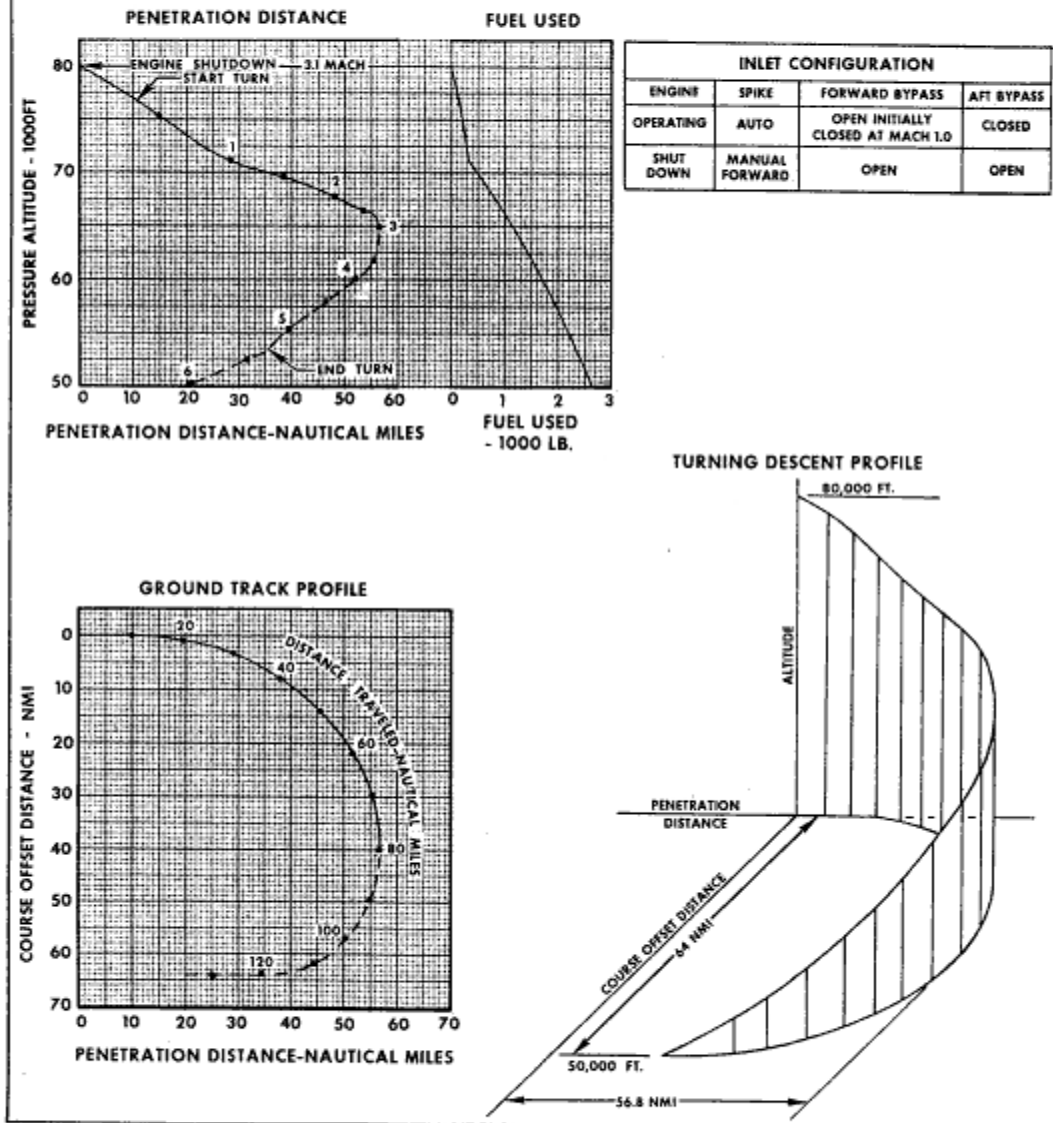 PENETRATION DISTANCE
FUEL USED
80
ENGINE SHUTDOWN
3.1 MACH
START TURN
70
60
50
PRESSURE ALTITUDE - 1000FT
1
2
3
4
5
END TURN
6
0
10
20
30
40
50
60
PENETRATION DISTANCE-NAUTICAL MILES
0
1
2
3
FUEL USED
- 1000 LB.
INLET CONFIGURATION
ENGINE SPIKE FORWARD BYPASS AFT BYPASS
OPERATING AUTO OPEN INITIALLY CLOSED
CLOSED AT MACH 1.0
SHUT MANUAL OPEN OPEN
DOWN FORWARD
GROUND TRACK PROFILE
0
10
20
30
40
50
60
70
COURSE OFFSET DISTANCE - NMI
20
40
60
80
100
120
DISTANCE - TRAVELED-NAUTICAL MILES
0
10
20
30
40
50
60
70
PENETRATION DISTANCE-NAUTICAL MILES
TURNING DESCENT PROFILE
80,000 FT.
ALTITUDE
PENETRATION
DISTANCE
COURSE OFFSET DISTANCE
64 NMI
50,000 FT.
56.8 NMI